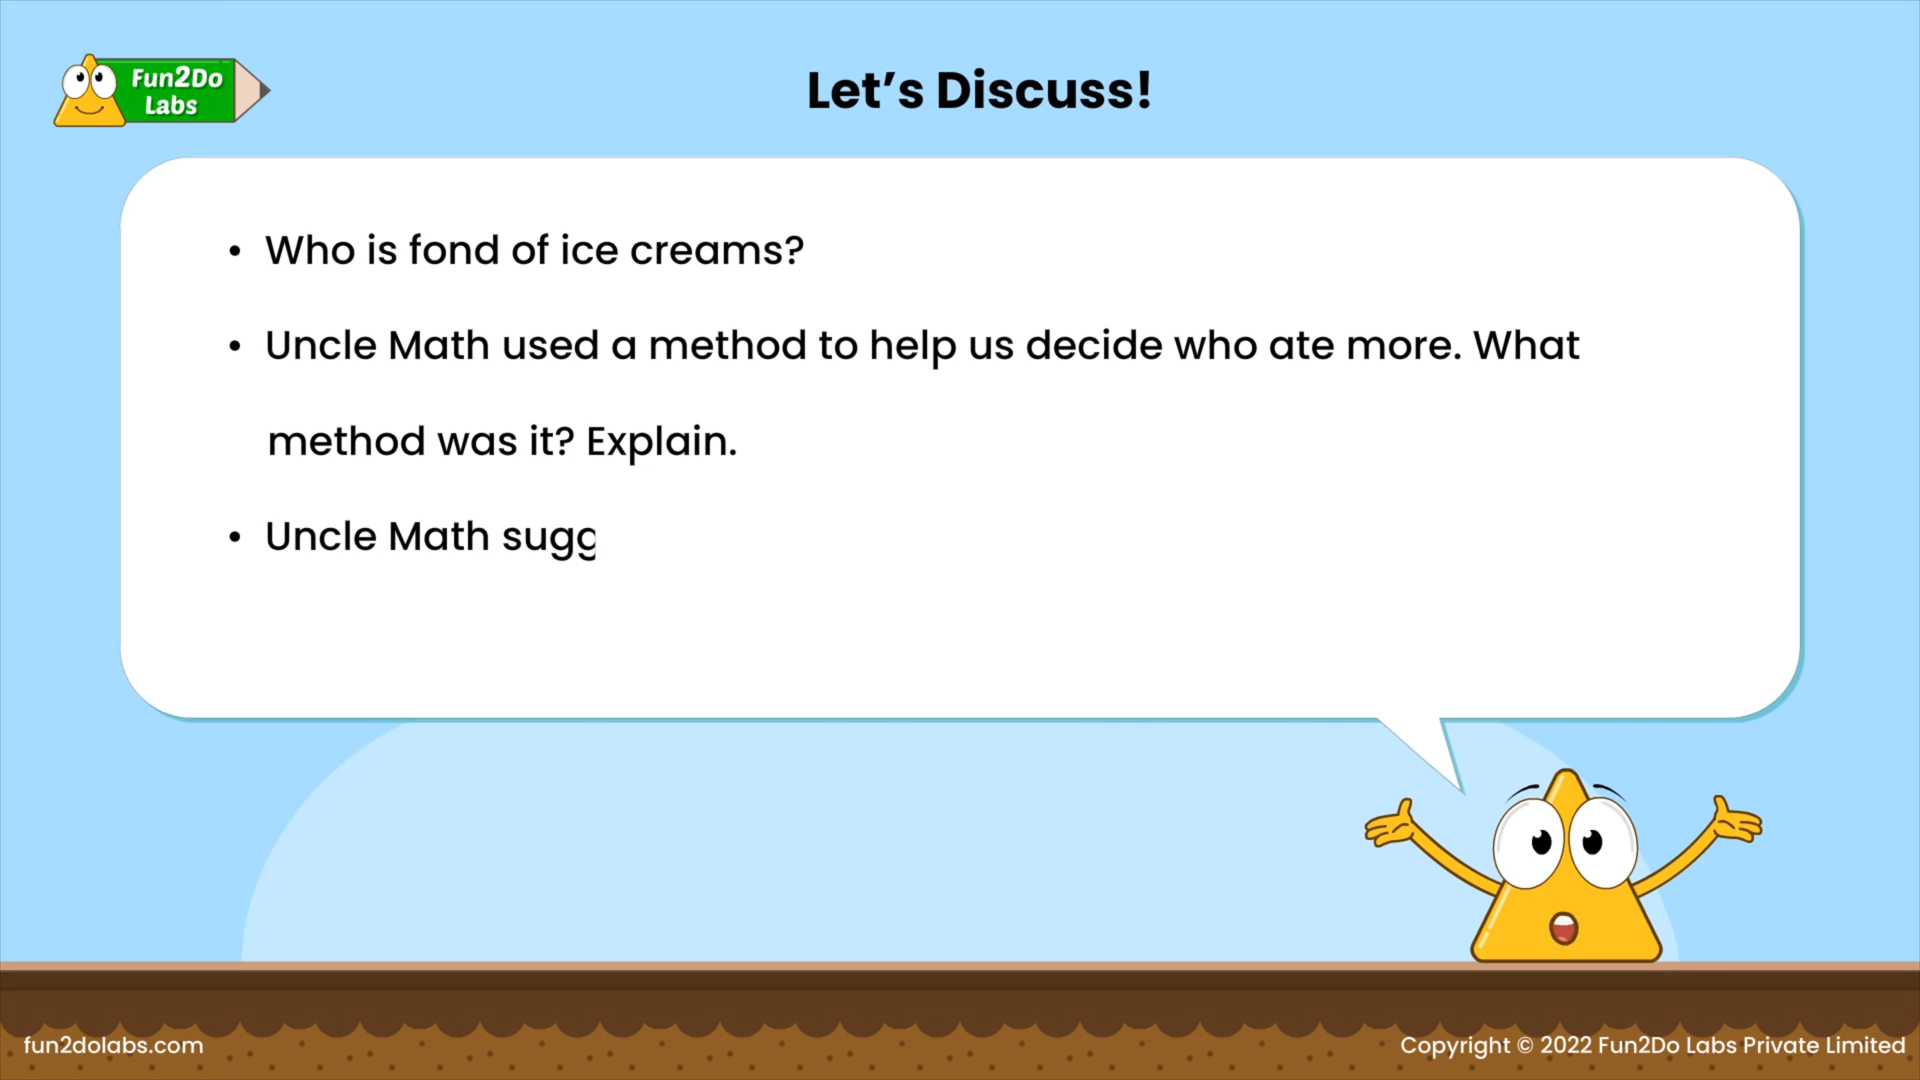 Fun2Do
Labs
Let’s Discuss!
• Who is fond of ice creams?
• Uncle Math used a method to help us decide who ate more. What
method was it? Explain.
• Uncle Math sugg
fun2dolabs.com
Copyright © 2022 Fun2Do Labs Private Limited